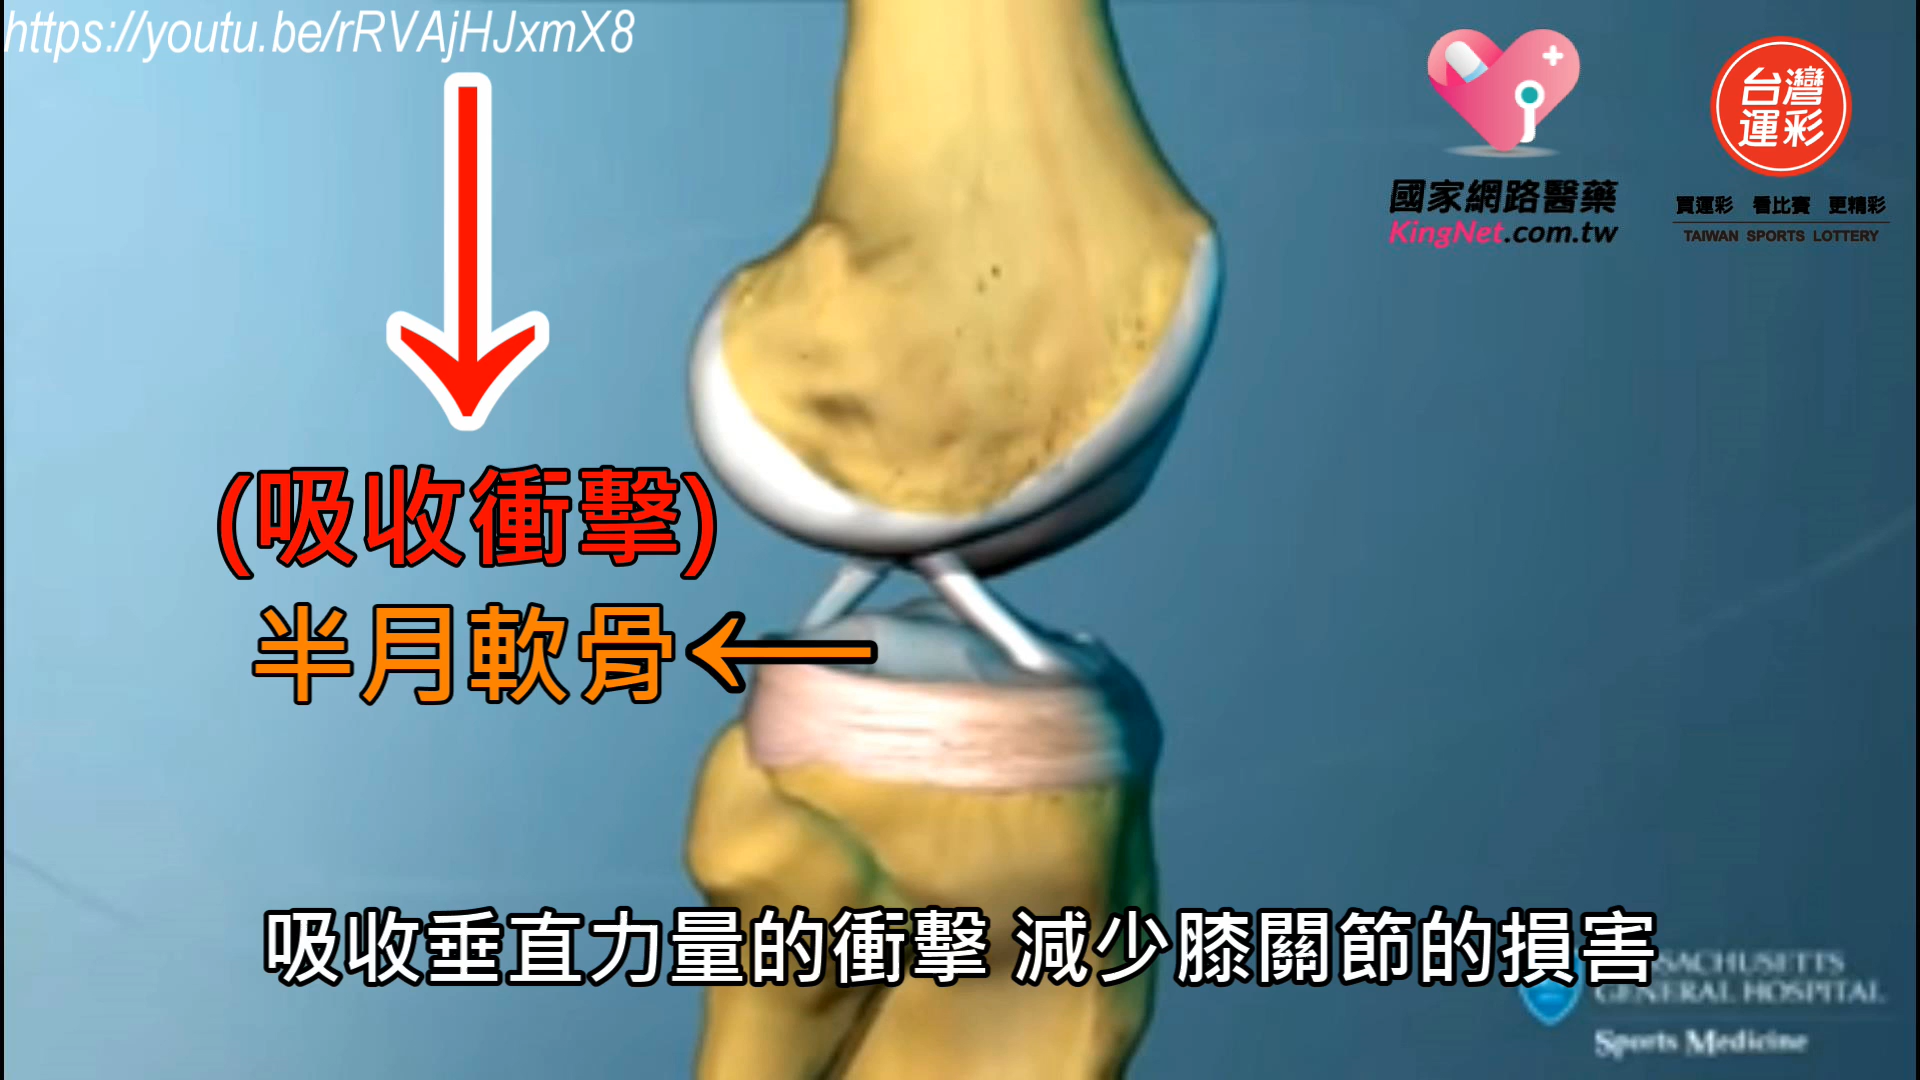 https://youtu.be/rRVAjHJxmX8
台灣
運彩
國家網路醫藥
KingNet.com.tw
買運彩 看比賽 更精彩
TAIWAN SPORTS LOTTERY
(吸收衝擊)
半月軟骨
吸收垂直力量的衝擊 減少膝關節的損害
GENERAL HOSPITAL
Sports Medicine